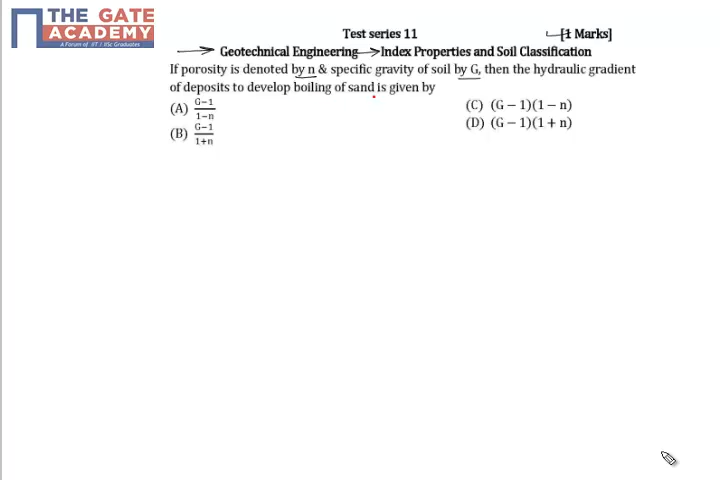 THE GATE
ACADEMY
A Forum of IIT / IISc Graduates
Test series 11
[1 Marks]
Geotechnical Engineering Index Properties and Soil Classification
If porosity is denoted by n & specific gravity of soil by G, then the hydraulic gradient
of deposits to develop boiling of sand is given by
(A) G−1/1−n
(B) G−1/1+n
(C) (G − 1)(1 − n)
(D) (G − 1)(1 + n)